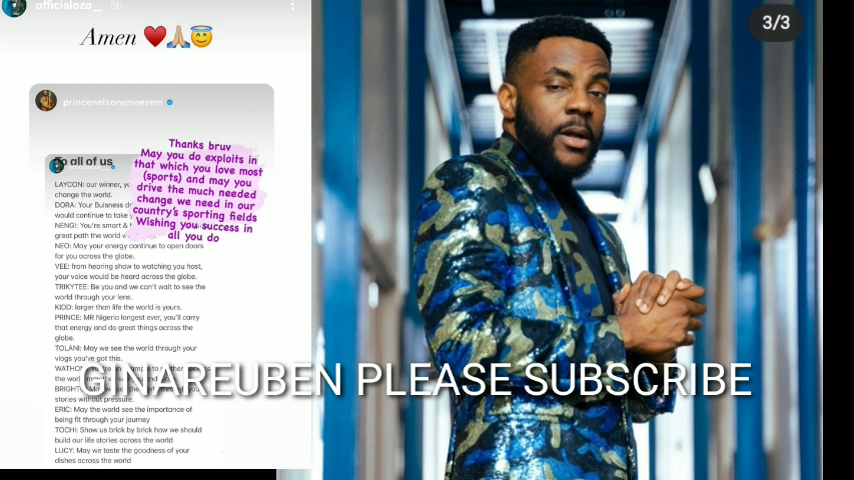 officialozo__ 5h
Amen ❤️🙏🏼😇
princenelsonenwerem
To all of us
Thanks bruv
May you do exploits in
that which you love most
(sports) and may you
drive the much needed
change we need in our
country's sporting fields
Wishing you success in
all you do
LAYCON: our winner,
change the world.
DORA: Your Buisness
would continue to take
NENGI: You're smart &
great path the world
NEO: May your energy continue to open doors
for you across the globe.
VEE: from hearing show to watching you host,
your voice would be heard across the globe.
TRIKYTEE: Be you and we can't wait to see the
world through your lens.
KIDD: larger than life the world is yours.
PRINCE: MR Nigeria longest ever, you'll carry
that energy and do great things across the
globe.
TOLANI: May we see the world through your
vlogs you've got this.
stories without pressure.
ERIC: May the world see the importance of
being fit through your journey
TOCHI: Show us brick by brick how we should
build our life stories across the world
LUCY: May we taste the goodness of your
dishes across the world
3/3
GINAREUBEN PLEASE SUBSCRIBE